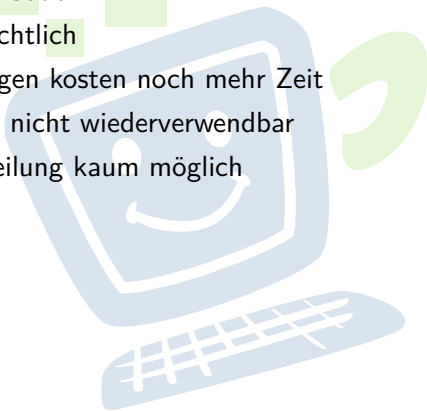 chtlich
gen kosten noch mehr Zeit
nicht wiederverwendbar
eilung kaum möglich